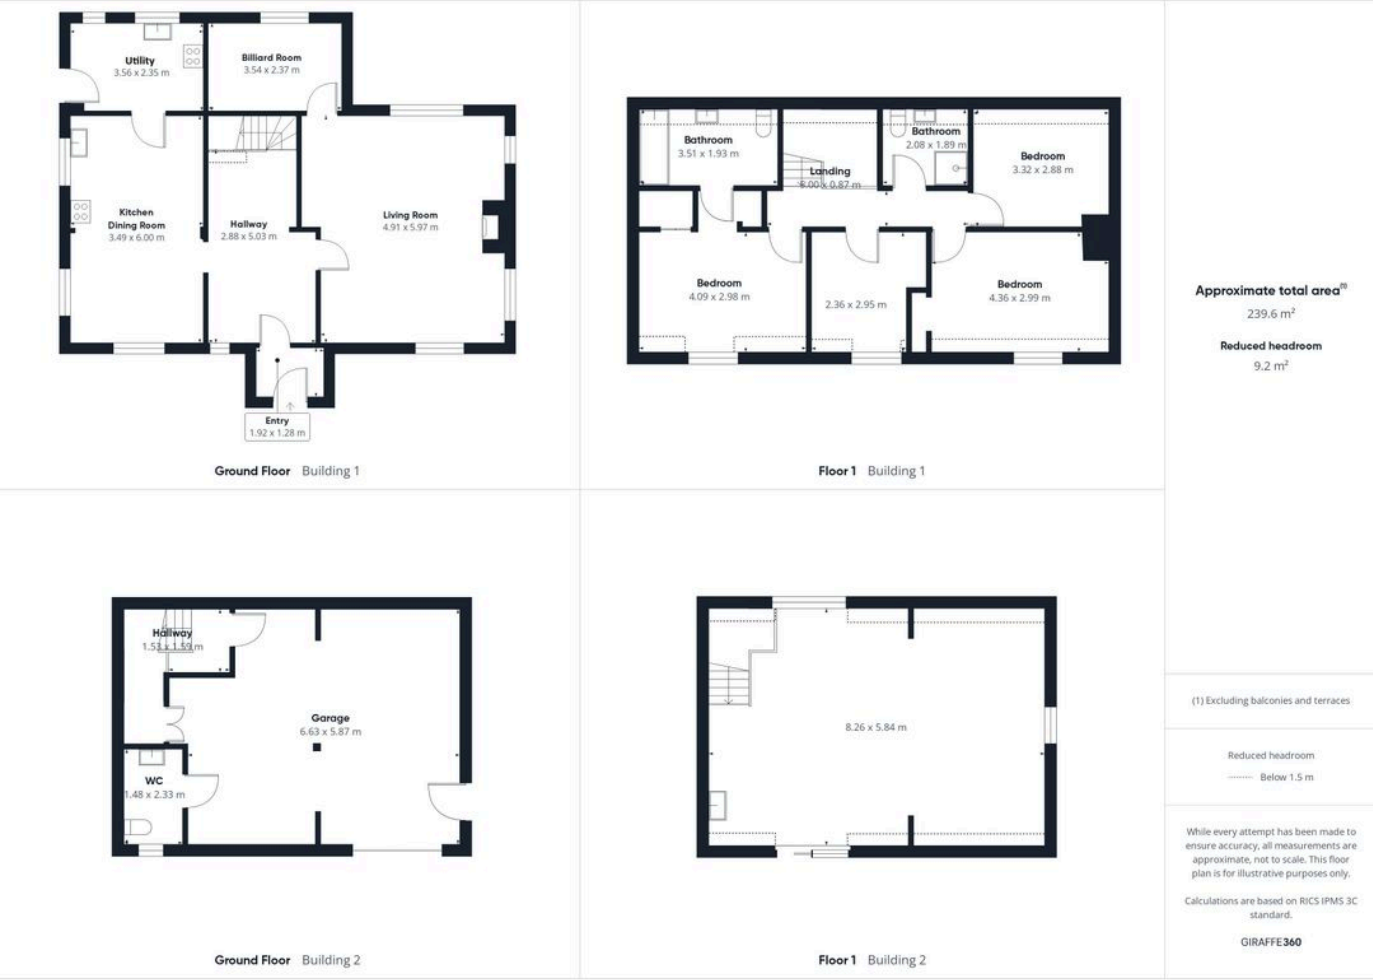 Utility
3.56 x 2.35 m
Billiard Room
3.54 x 2.37 m
Kitchen
Dining Room
3.49 x 6.00 m
Hallway
2.88 x 5.03 m
Living Room
4.91 x 5.97 m
Entry
1.92 x 1.28 m
Ground Floor Building 1
Bathroom
3.51 x 1.93 m
Landing
6.00 x 0.87 m
Bathroom
2.08 x 1.89 m
Bedroom
3.32 x 2.88 m
Bedroom
4.09 x 2.98 m
2.36 x 2.95 m
Bedroom
4.36 x 2.99 m
Floor 1 Building 1
Hallway
1.53 x 1.59 m
Garage
6.63 x 5.87 m
WC
1.48 x 2.33 m
Ground Floor Building 2
8.26 x 5.84 m
Floor 1 Building 2
Approximate total area(1)
239.6 m²
Reduced headroom
9.2 m²
(1) Excluding balconies and terraces
Reduced headroom
Below 1.5 m
While every attempt has been made to
ensure accuracy, all measurements are
approximate, not to scale. This floor
plan is for illustrative purposes only.
Calculations are based on RICS IPMS 3C
standard.
GIRAFFE360